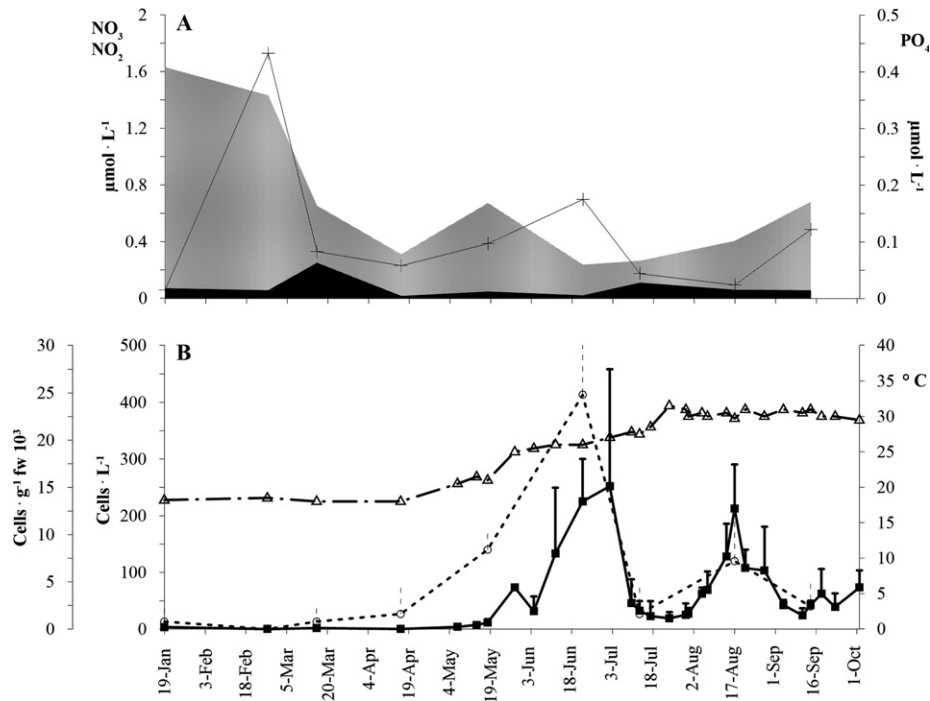 A
NO3
NO2
PO4
µmol · L-1
µmol · L-1
2
1.6
1.2
0.8
0.4
0
0.5
0.4
0.3
0.2
0.1
0
B
° C
Cells · g-1 fw 10³
Cells · L-1
30
25
20
15
10
5
0
500
400
300
200
100
0
40
35
30
25
20
15
10
5
0
19-Jan
3-Feb
18-Feb
5-Mar
20-Mar
4-Apr
19-Apr
4-May
19-May
3-Jun
18-Jun
3-Jul
18-Jul
2-Aug
17-Aug
1-Sep
16-Sep
1-Oct